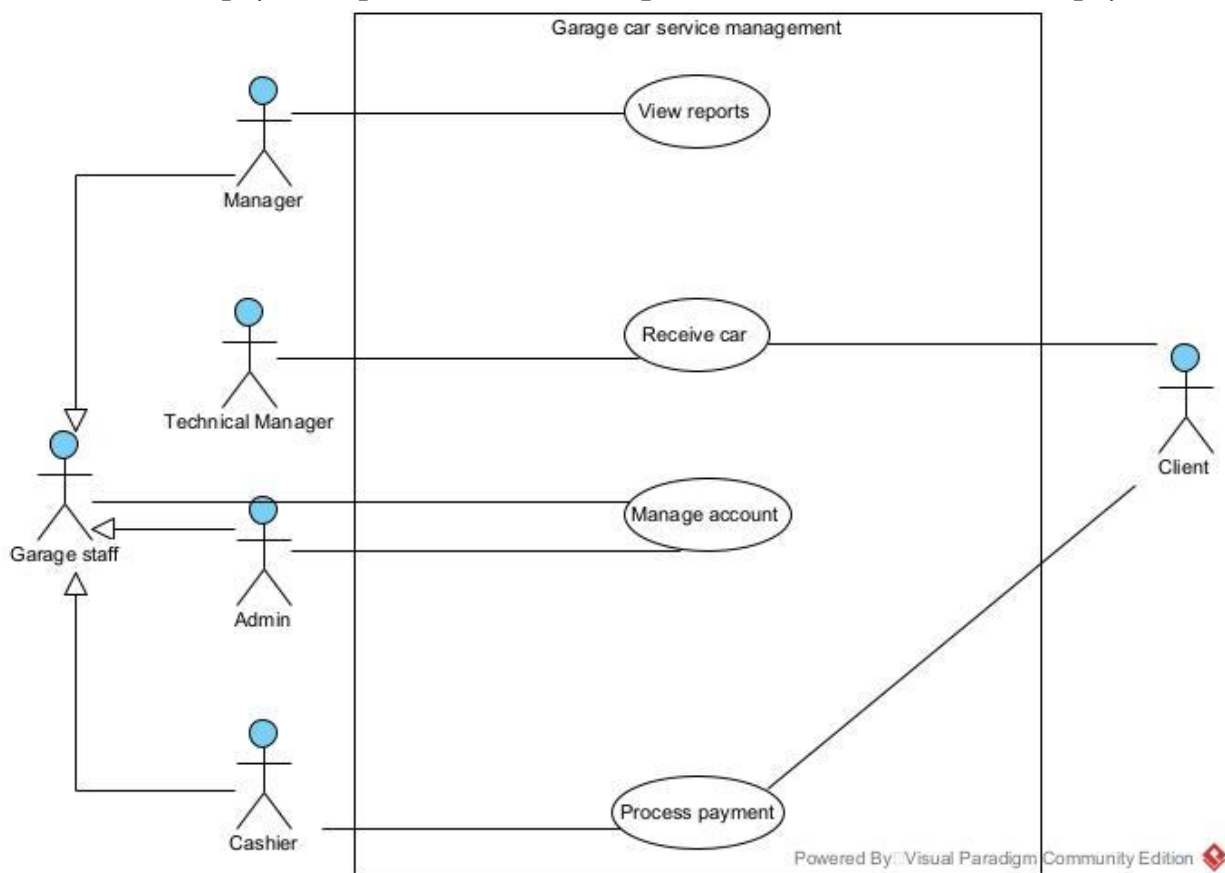 Garage car service management
View reports
Manager
Receive car
Technical Manager
Client
Manage account
Garage staff
Admin
Process payment
Cashier
Powered By Visual Paradigm Community Edition